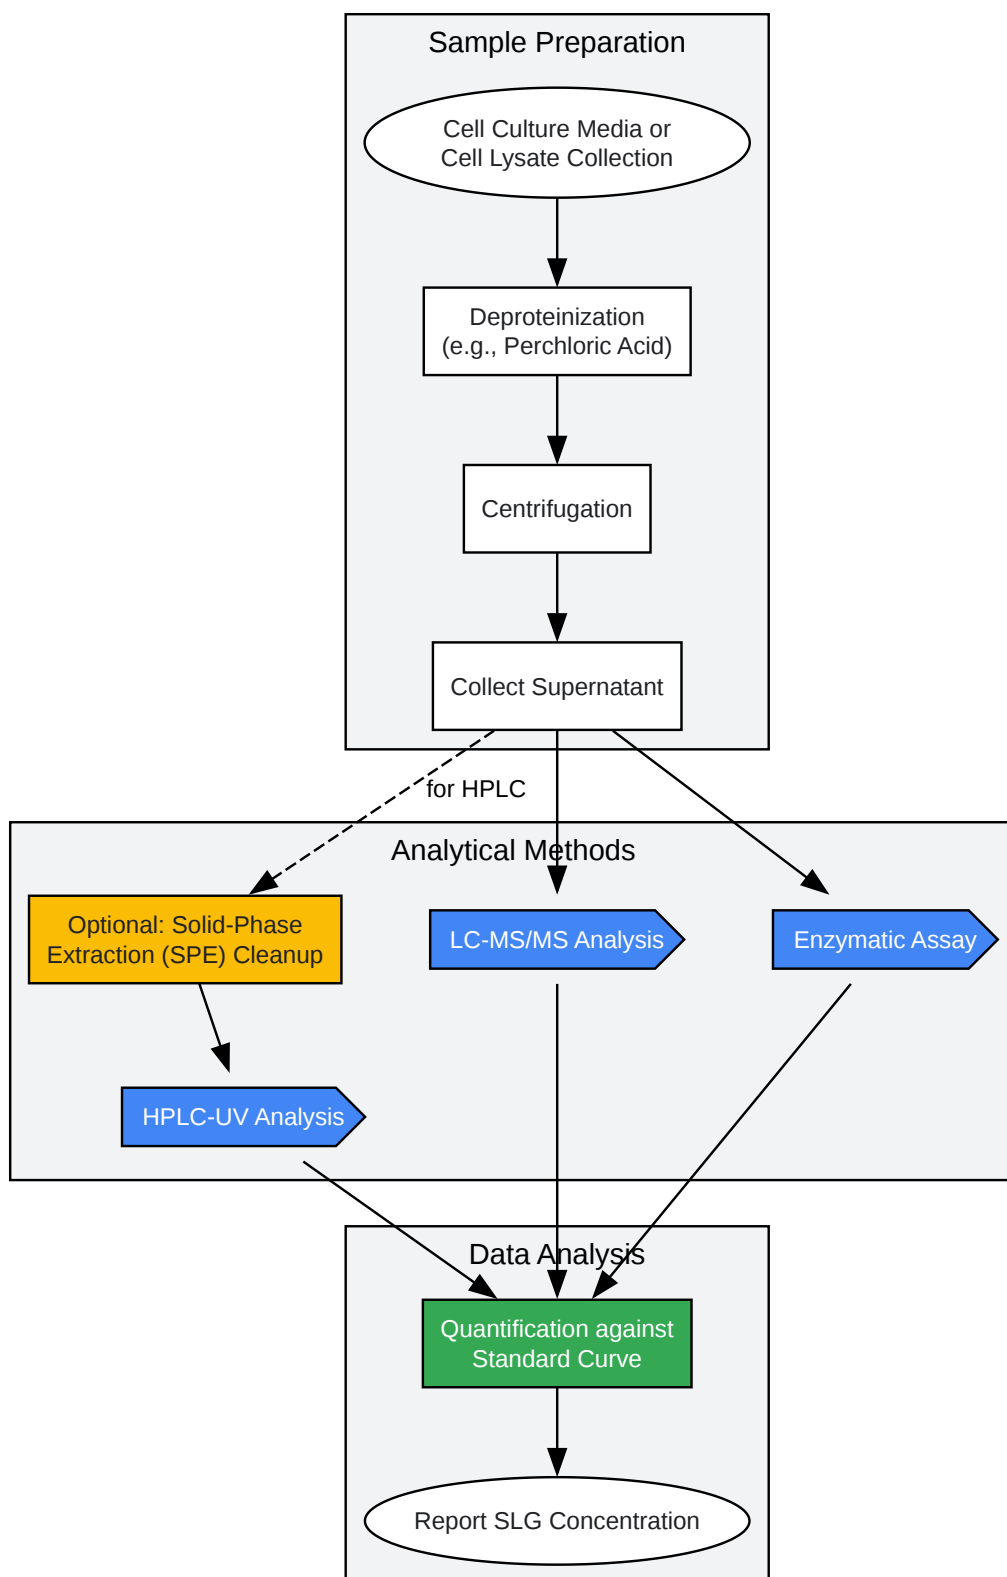 Sample Preparation
Cell Culture Media or
Cell Lysate Collection
Deproteinization
(e.g., Perchloric Acid)
Centrifugation
Collect Supernatant
for HPLC
Analytical Methods
Optional: Solid-Phase
Extraction (SPE) Cleanup
LC-MS/MS Analysis
Enzymatic Assay
HPLC-UV Analysis
Data Analysis
Quantification against
Standard Curve
Report SLG Concentration